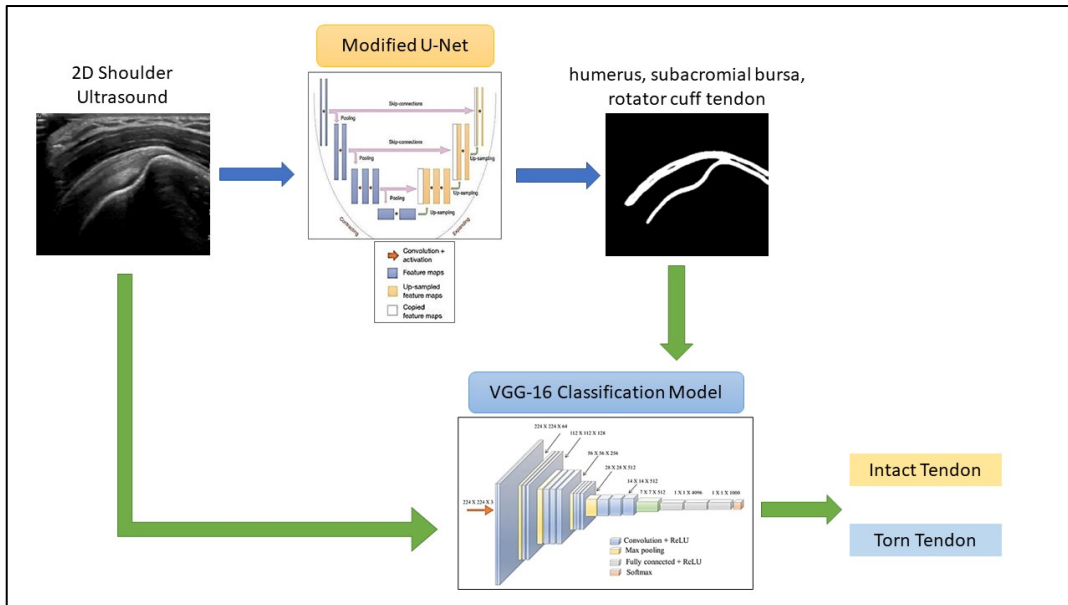 Modified U-Net
2D Shoulder
Ultrasound
humerus, subacromial bursa,
rotator cuff tendon
Skip-connections
Pooling
Skip-connections
Pooling
Up-sampling
Pooling
Up-sampling
Up-sampling
Contracting
Expanding
Convolution +
activation
Feature maps
Up-sampled
feature maps
Copied
feature maps
VGG-16 Classification Model
224 X 224 X 64
112 X 112 X 128
56 X 56 X 256
28 X 28 X 512
14 X 14 X 512
7 X 7 X 512
1 X 1 X 4096
1 X 1 X 1000
224 X 224 X 3
Convolution + ReLU
Max pooling
Fully connected + ReLU
Softmax
Intact Tendon
Torn Tendon